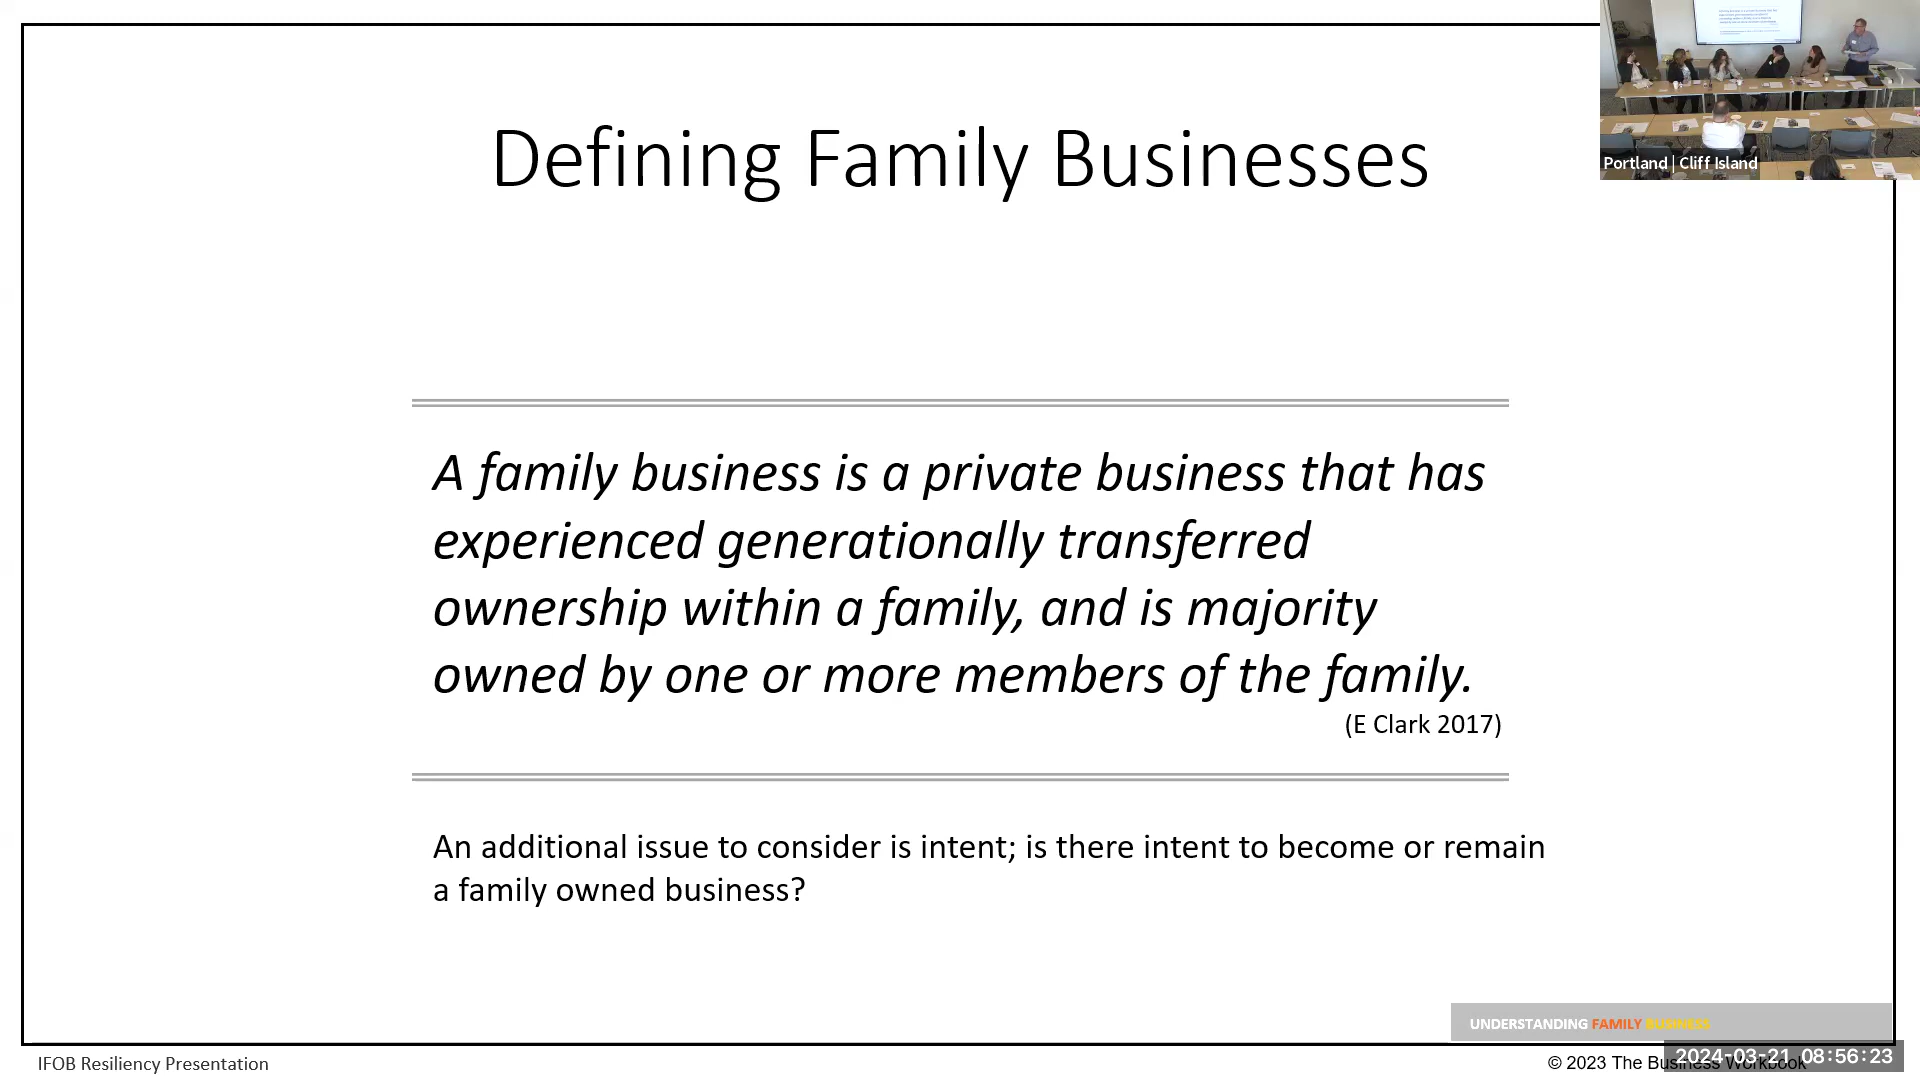 Defining Family Businesses
Portland | Cliff Island
A family business is a private business that has
experienced generationally transferred
ownership within a family, and is majority
owned by one or more members of the family.
(E Clark 2017)
An additional issue to consider is intent; is there intent to become or remain
a family owned business?
UNDERSTANDING FAMILY BUSINESS
IFOB Resiliency Presentation
© 2023 The Business Workbook
2024-03-21 08:56:23